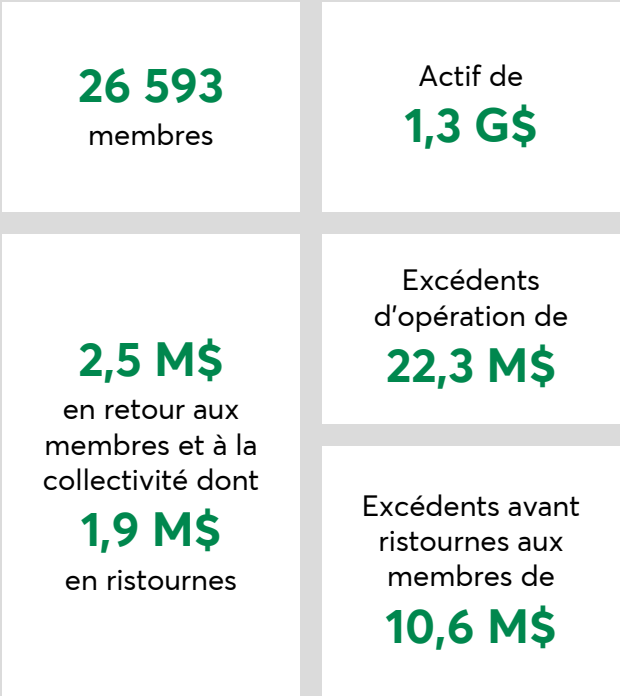 26 593
membres
Actif de
1,3 G$
2,5 M$
en retour aux
membres et à la
collectivité dont
1,9 M$
en ristournes
Excédents
d'opération de
22,3 M$
Excédents avant
ristournes aux
membres de
10,6 M$